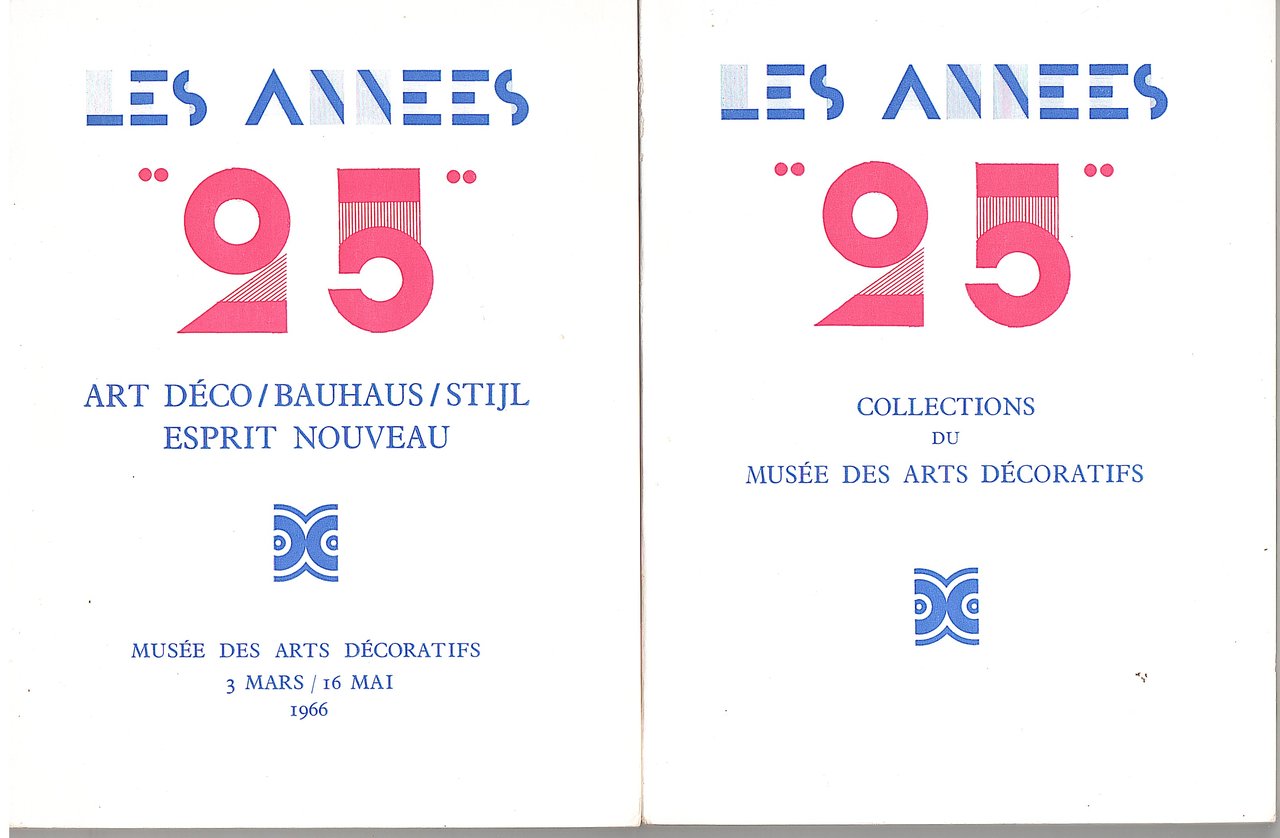 LES ANNEES
"25"
ART DÉCO/BAUHAUS/STIJL
ESPRIT NOUVEAU
MUSÉE DES ARTS DÉCORATIFS
3 MARS / 16 MAI
1966
LES ANNEES
"25"
COLLECTIONS
DU
MUSÉE DES ARTS DÉCORATIFS